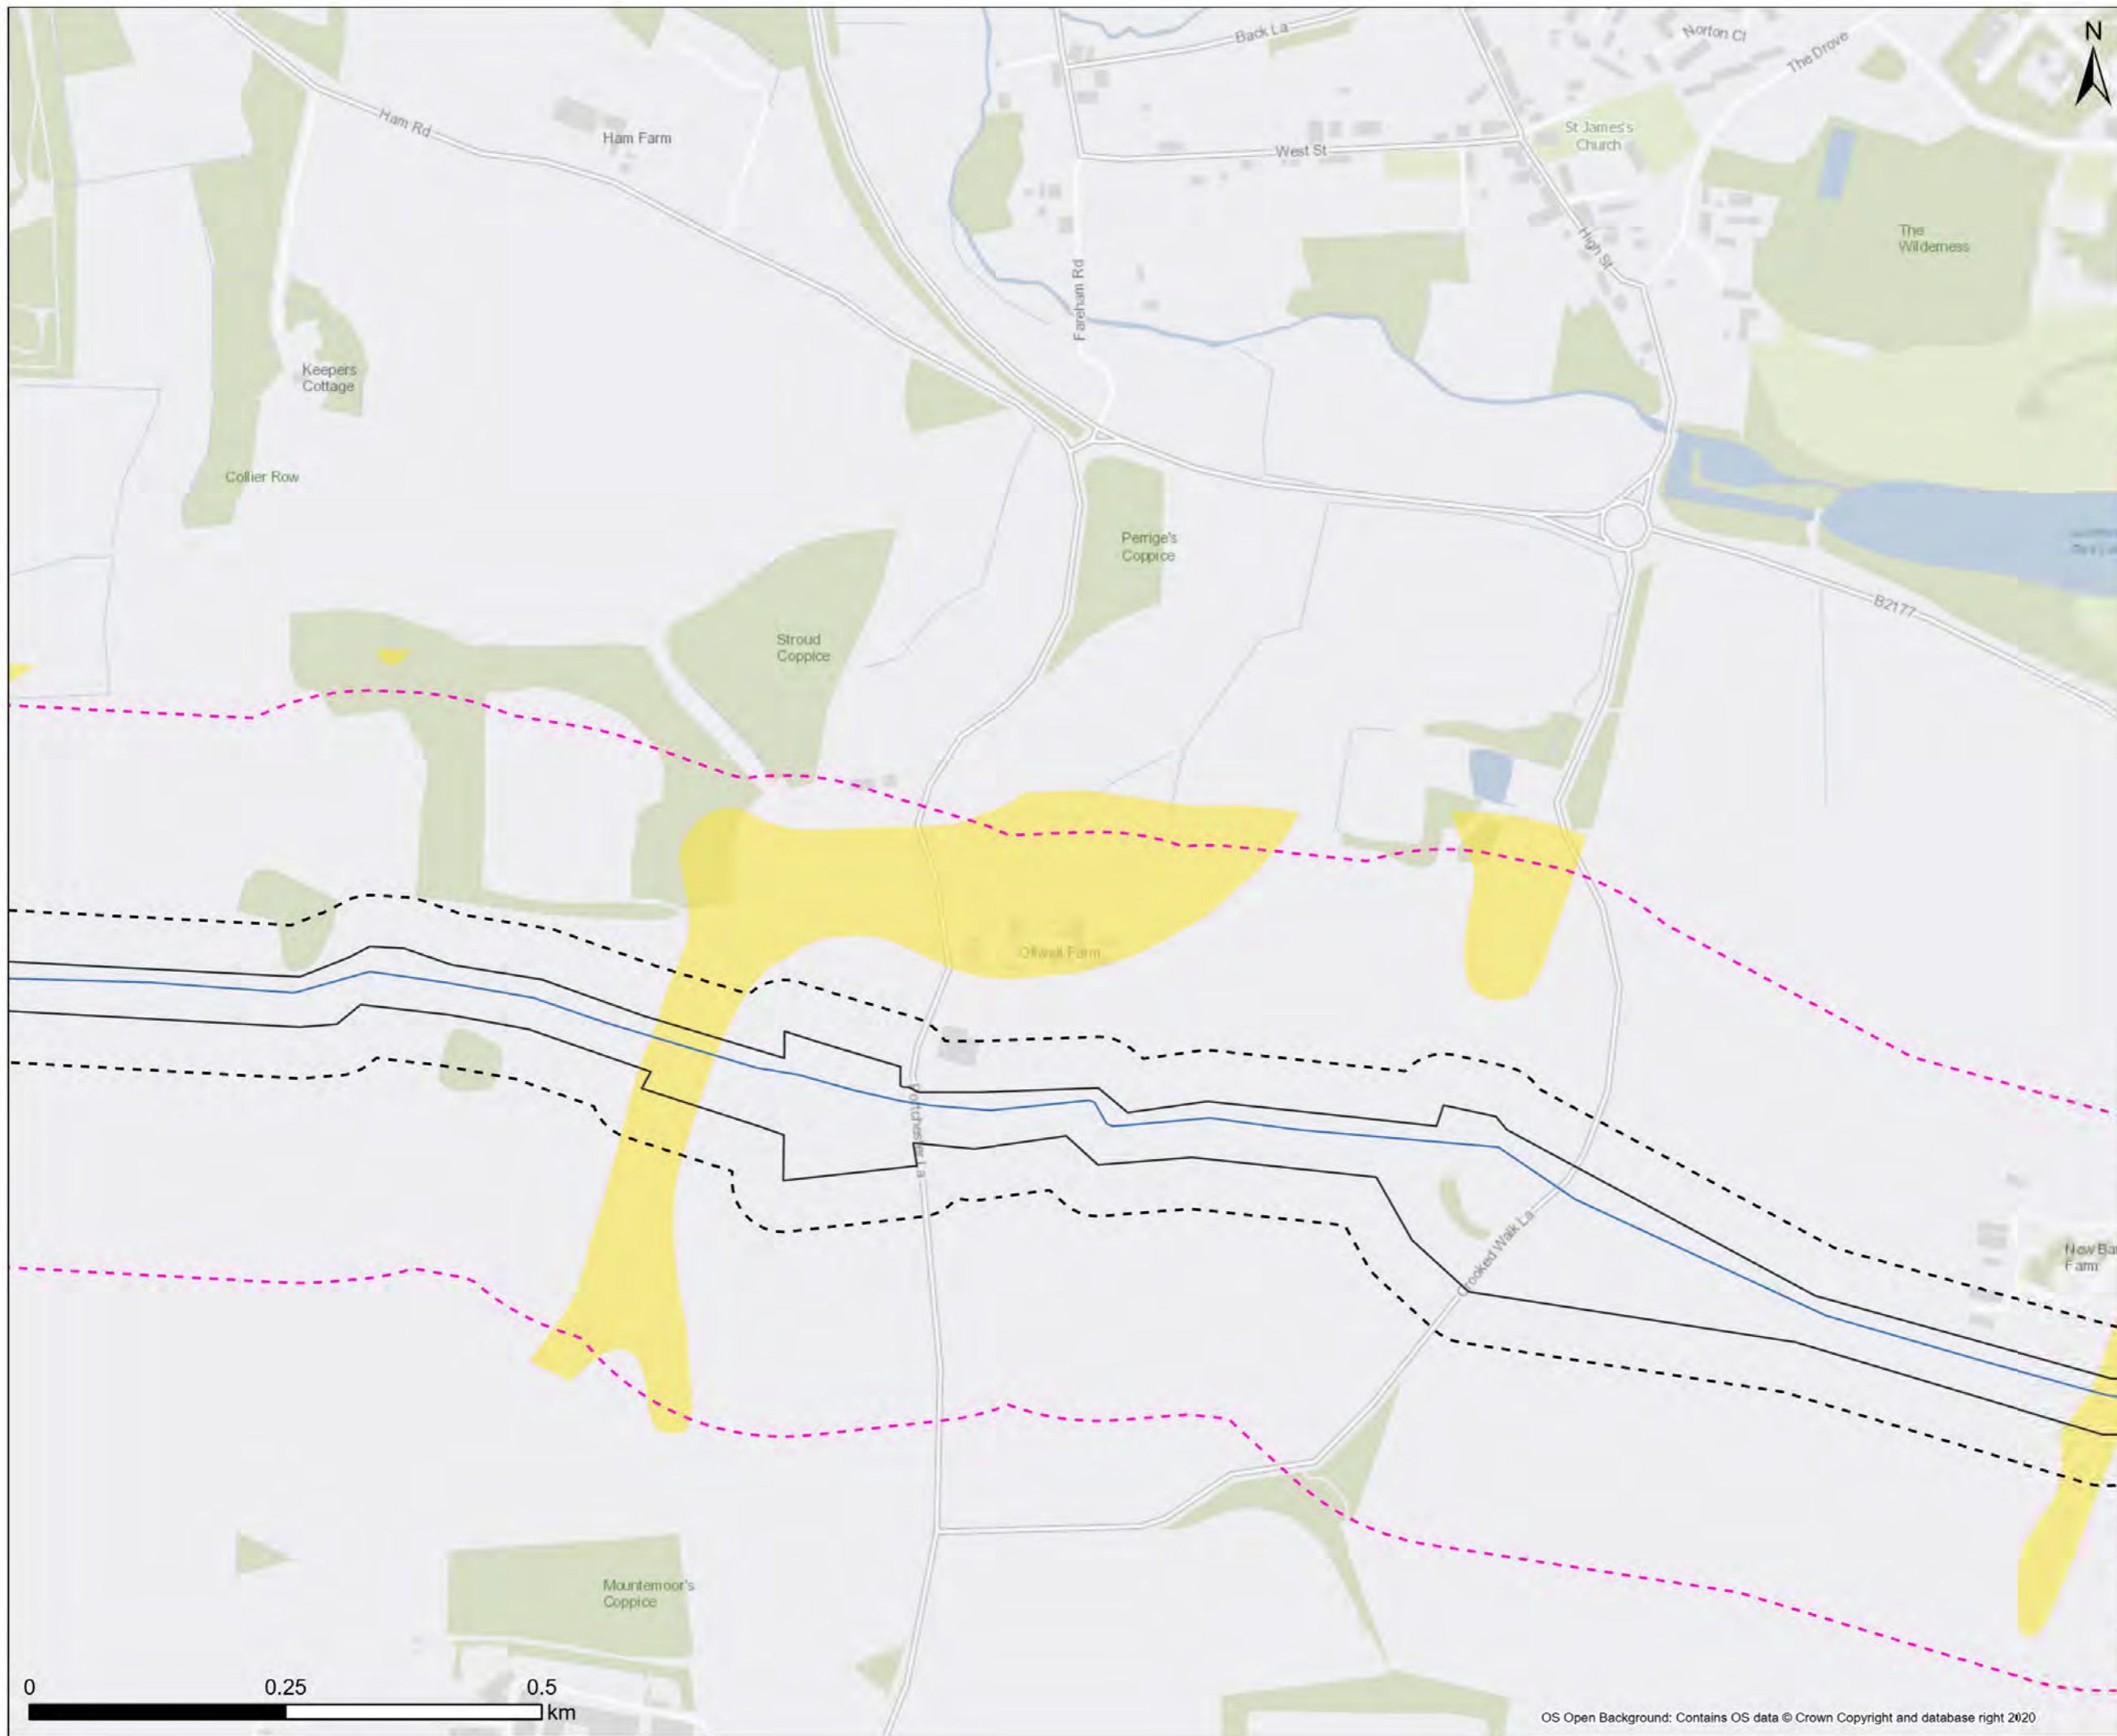 Back La
Norton Cl
The Drove
N
Ham Rd
Ham Farm
West St
St James's
Church
High St
The
Wilderness
Fareham Rd
Keepers
Cottage
Collier Row
Perrige's
Coppice
B2177
Stroud
Coppice
Offwell Farm
Portchester La
Crooked Walk La
New Bar
Farm
Mountemoor's
Coppice
0 0.25 0.5
km
OS Open Background: Contains OS data © Crown Copyright and database right 2020